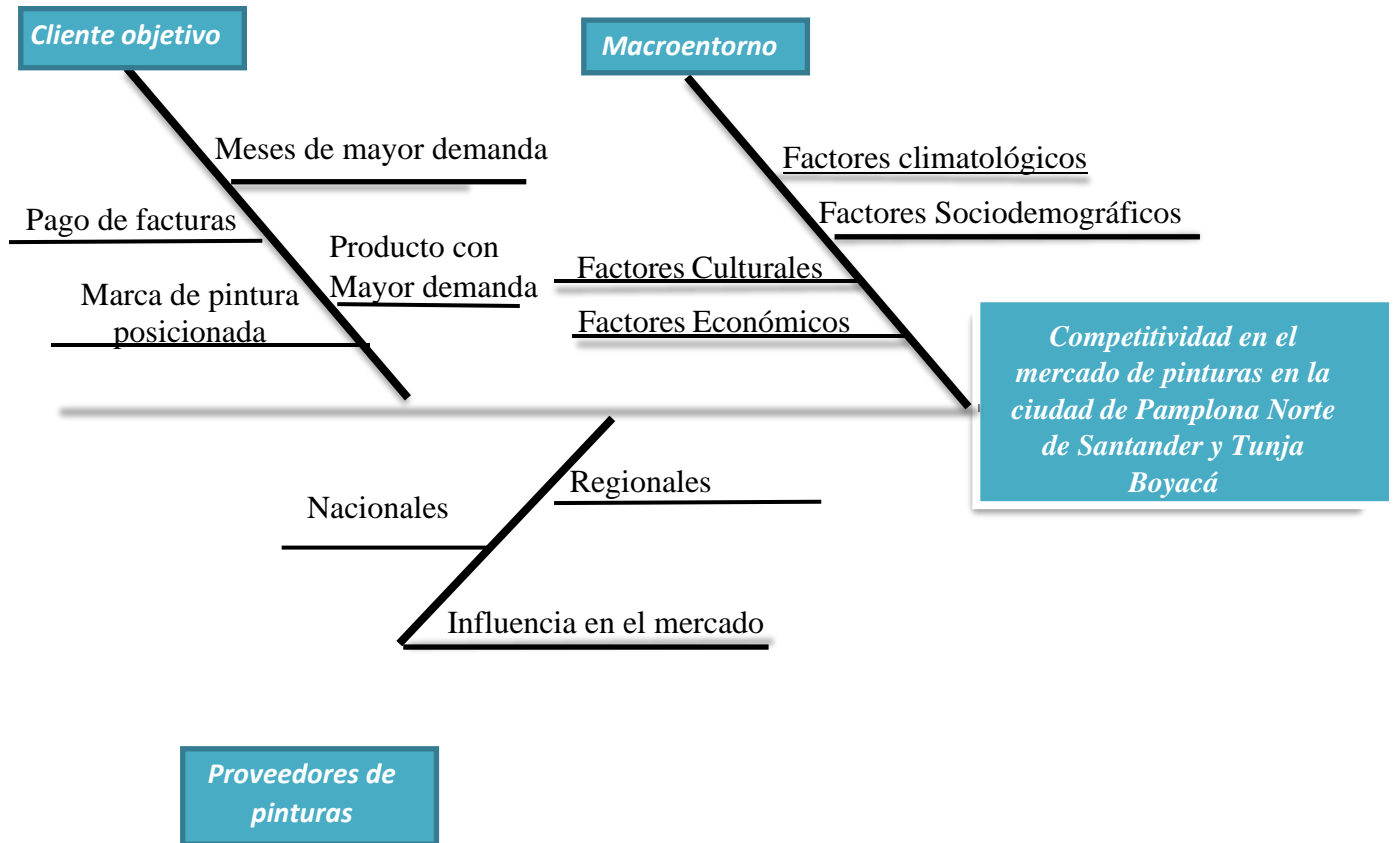 Cliente objetivo
Macroentorno
Meses de mayor demanda
Pago de facturas
Producto con
Mayor demanda
Marca de pintura
posicionada
Factores climatológicos
Factores Sociodemográficos
Factores Culturales
Factores Económicos
Competitividad en el
mercado de pinturas en la
ciudad de Pamplona Norte
de Santander y Tunja
Boyacá
Regionales
Nacionales
Influencia en el mercado
Proveedores de
pinturas